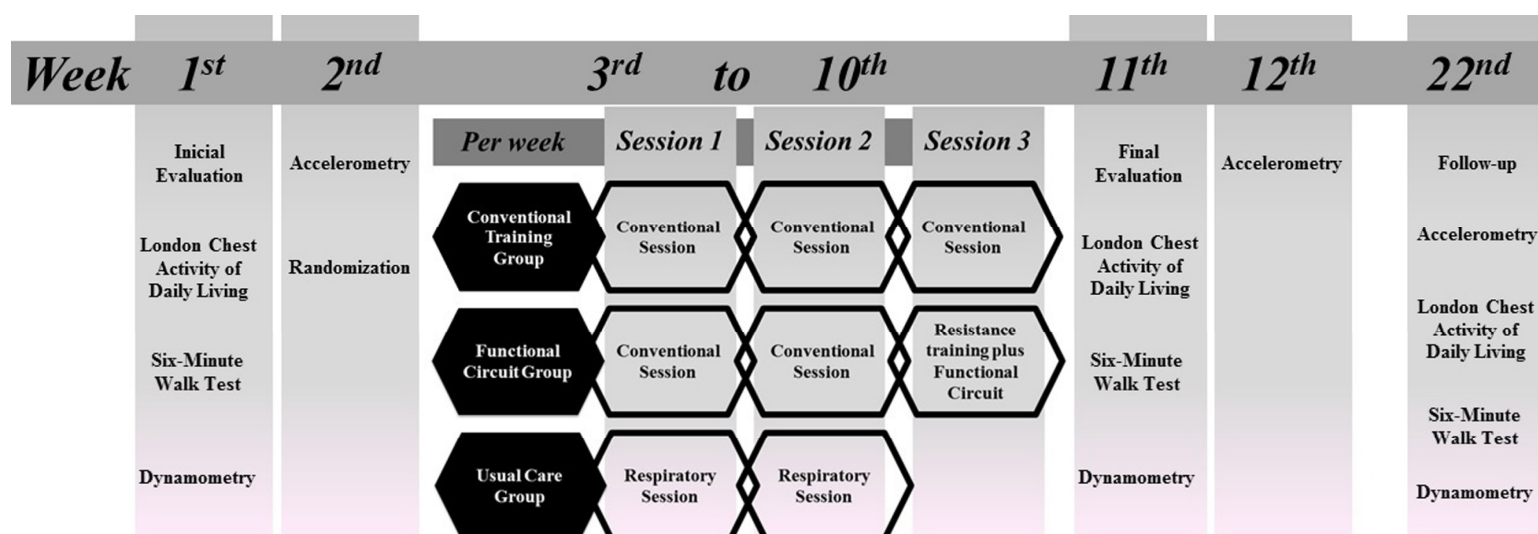 Week 1st 2nd 3rd to 10th 11th 12th 22nd
Inicial
Evaluation
London Chest
Activity of
Daily Living
Six-Minute
Walk Test
Dynamometry
Accelerometry
Randomization
Per week Session 1 Session 2 Session 3
Conventional
Training
Group
Conventional
Session
Conventional
Session
Conventional
Session
Functional
Circuit Group
Conventional
Session
Conventional
Session
Resistance
training plus
Functional
Circuit
Usual Care
Group
Respiratory
Session
Respiratory
Session
Final
Evaluation
London Chest
Activity of
Daily Living
Six-Minute
Walk Test
Dynamometry
Accelerometry
Follow-up
Accelerometry
London Chest
Activity of
Daily Living
Six-Minute
Walk Test
Dynamometry